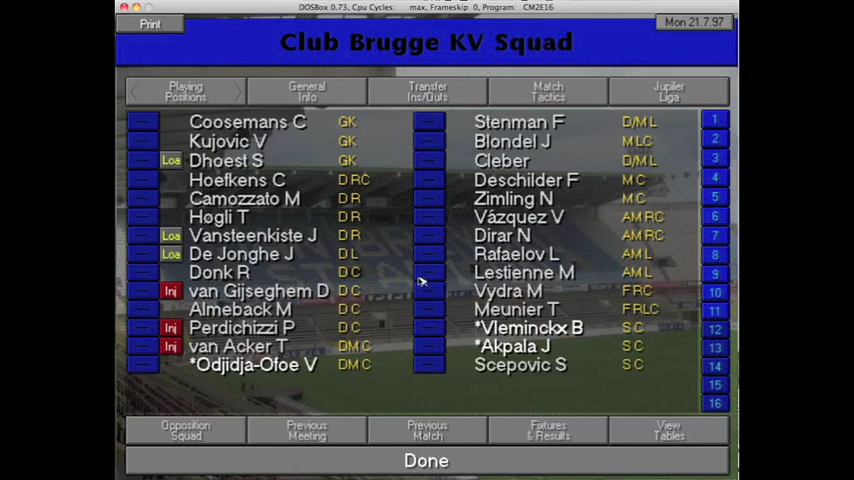 DOSBox 0.73, Cpu Cycles: max, Frameskip 0, Program: CM2E16
Print
Mon 21.7.97
Club Brugge KV Squad
Playing Positions
General Info
Transfer Ins/Outs
Match Tactics
Jupiler Liga
Coosemans C GK
Kujovic V GK
Loa Dhoest S GK
Hoefkens C D RC
Camozzato M D R
Høgli T D R
Loa Vansteenkiste J D R
Loa De Jonghe J D L
Donk R D C
Inj van Gijseghem D D C
Almeback M D C
Inj Perdichizzi P D C
Inj van Acker T DM C
*Odjidja-Ofoe V DM C
Stenman F D/M L
Blondel J M LC
Cleber D/M L
Deschilder F M C
Zimling N M C
Vázquez V AM RC
Dirar N AM RC
Rafaelov L AM L
Lestienne M AM L
Vydra M F RC
Meunier T F RLC
*Vleminckx B S C
*Akpala J S C
Scepovic S S C
1
2
3
4
5
6
7
8
9
10
11
12
13
14
15
16
Opposition Squad
Previous Meeting
Previous Match
Fixtures & Results
View Tables
Done